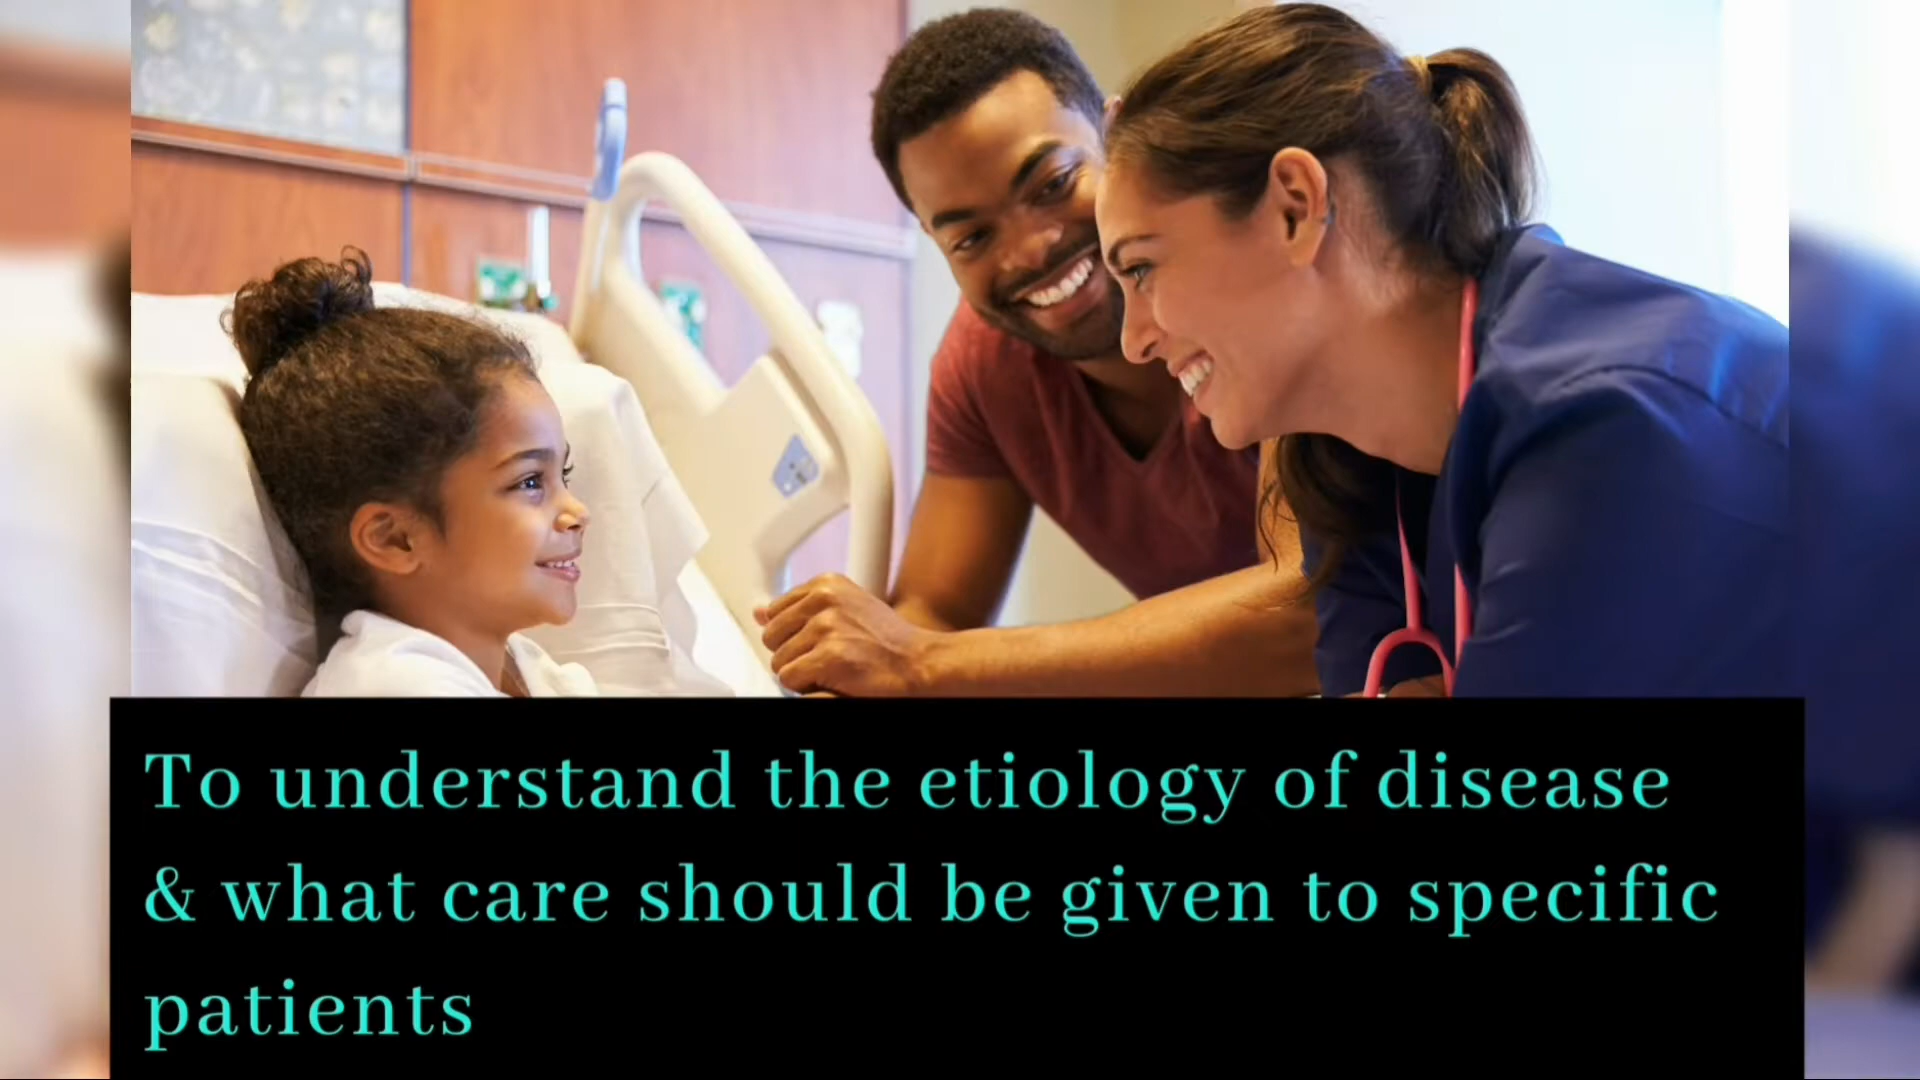 To understand the etiology of disease
& what care should be given to specific
patients